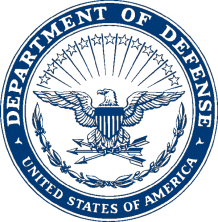 DEPARTMENT OF DEFENSE
UNITED STATES OF AMERICA